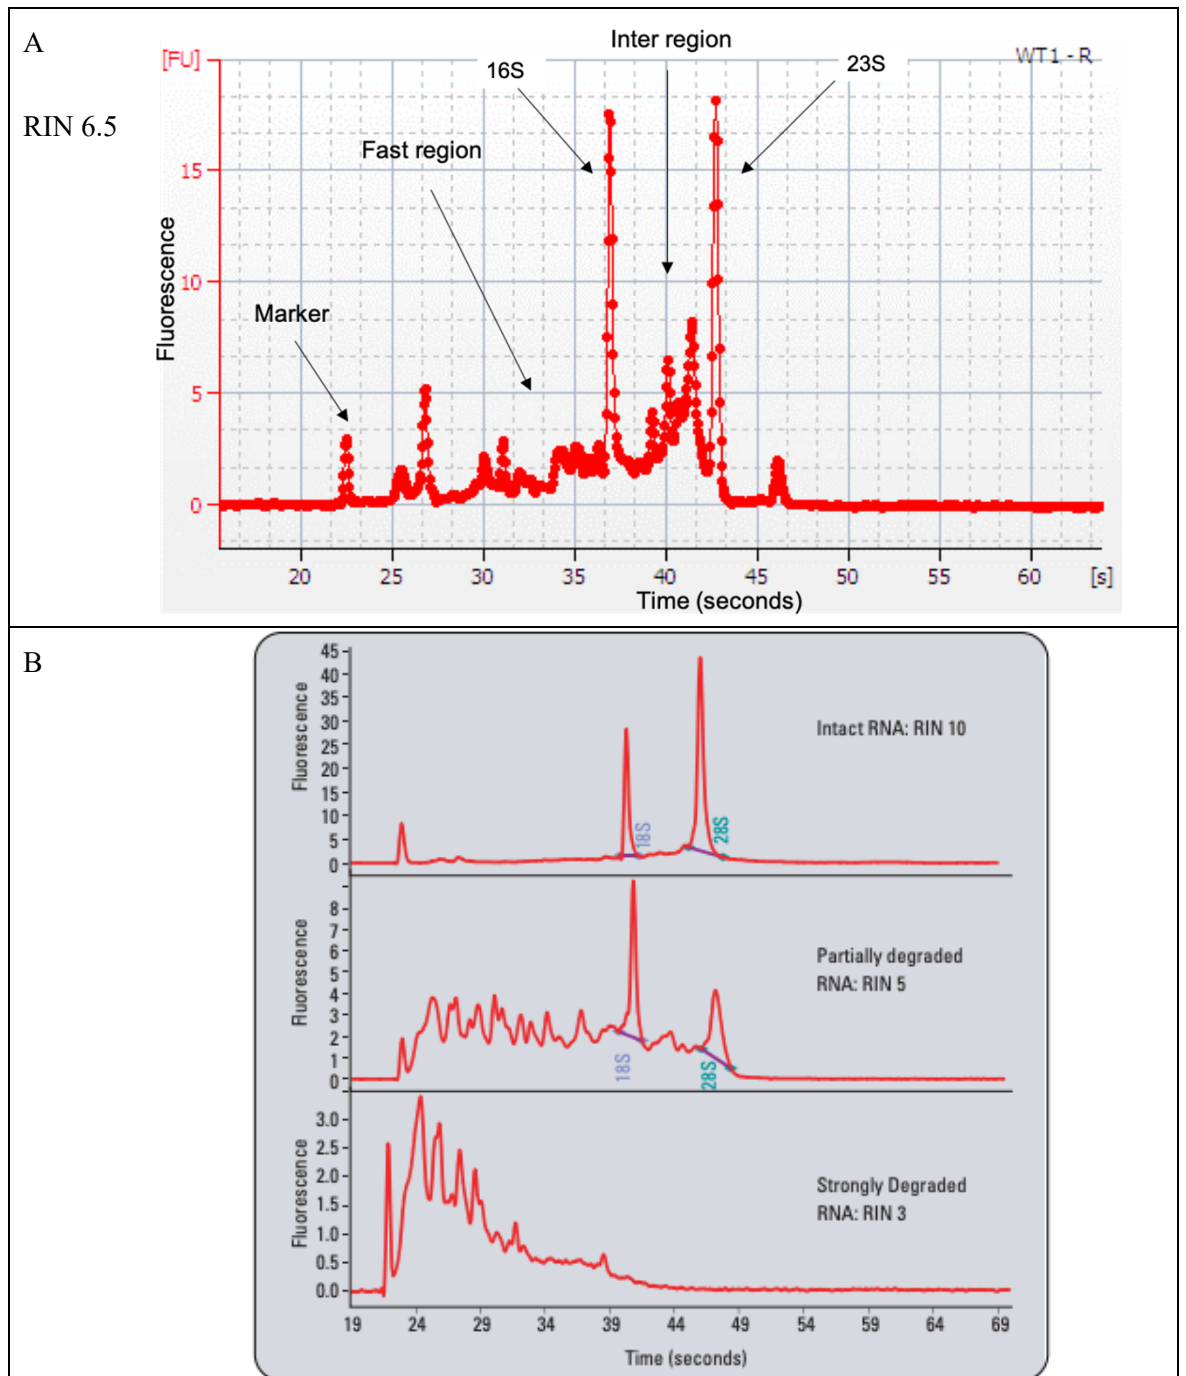 A
Inter region
[FU]
16S
23S
WT1 - R
RIN 6.5
Fast region
15
Fluorescence
10
Marker
5
0
20 25 30 35 40 45 50 55 60 [s]
Time (seconds)
B
Fluorescence
45
40
35
30
25
20
15
10
5
0
Intact RNA: RIN 10
18S
28S
Fluorescence
8
7
6
5
4
3
2
1
0
Partially degraded
RNA: RIN 5
18S
28S
Fluorescence
3.0
2.5
2.0
1.5
1.0
0.5
0.0
Strongly Degraded
RNA: RIN 3
19 24 29 34 39 44 49 54 59 64 69
Time (seconds)